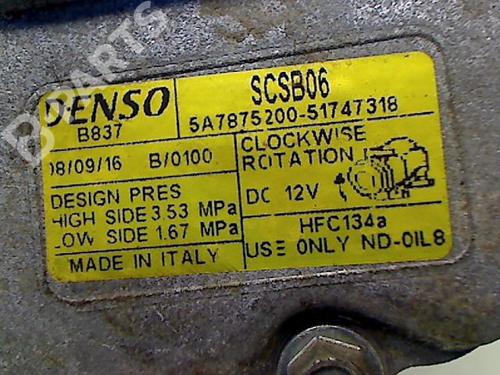 DENSO
B837
SCSB06
5A7875200-51747318
08/09/16 B/0100
CLOCKWISE
ROTATION
DC 12V
DESIGN PRES
HIGH SIDE 3.53 MPa
LOW SIDE 1.67 MPa
HFC134a
USE ONLY ND-OIL8
MADE IN ITALY
B-PARTS